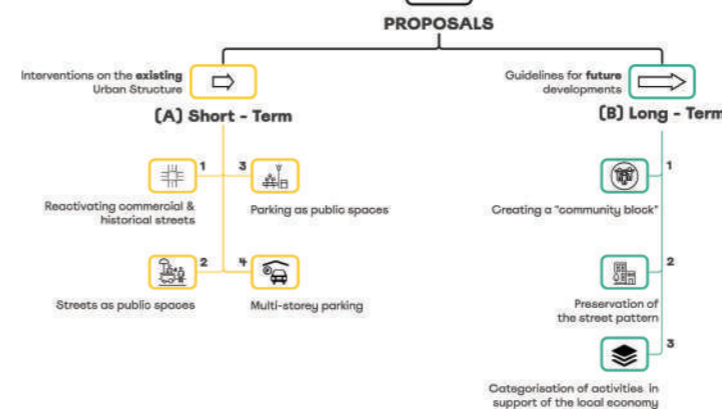 PROPOSALS
Interventions on the existing
Urban Structure
(A) Short - Term
1
Reactivating commercial &
historical streets
2
Streets as public spaces
3
Parking as public spaces
4
Multi-storey parking
Guidelines for future
developments
(B) Long - Term
1
Creating a "community block"
2
Preservation of
the street pattern
3
Categorisation of activities in
support of the local economy